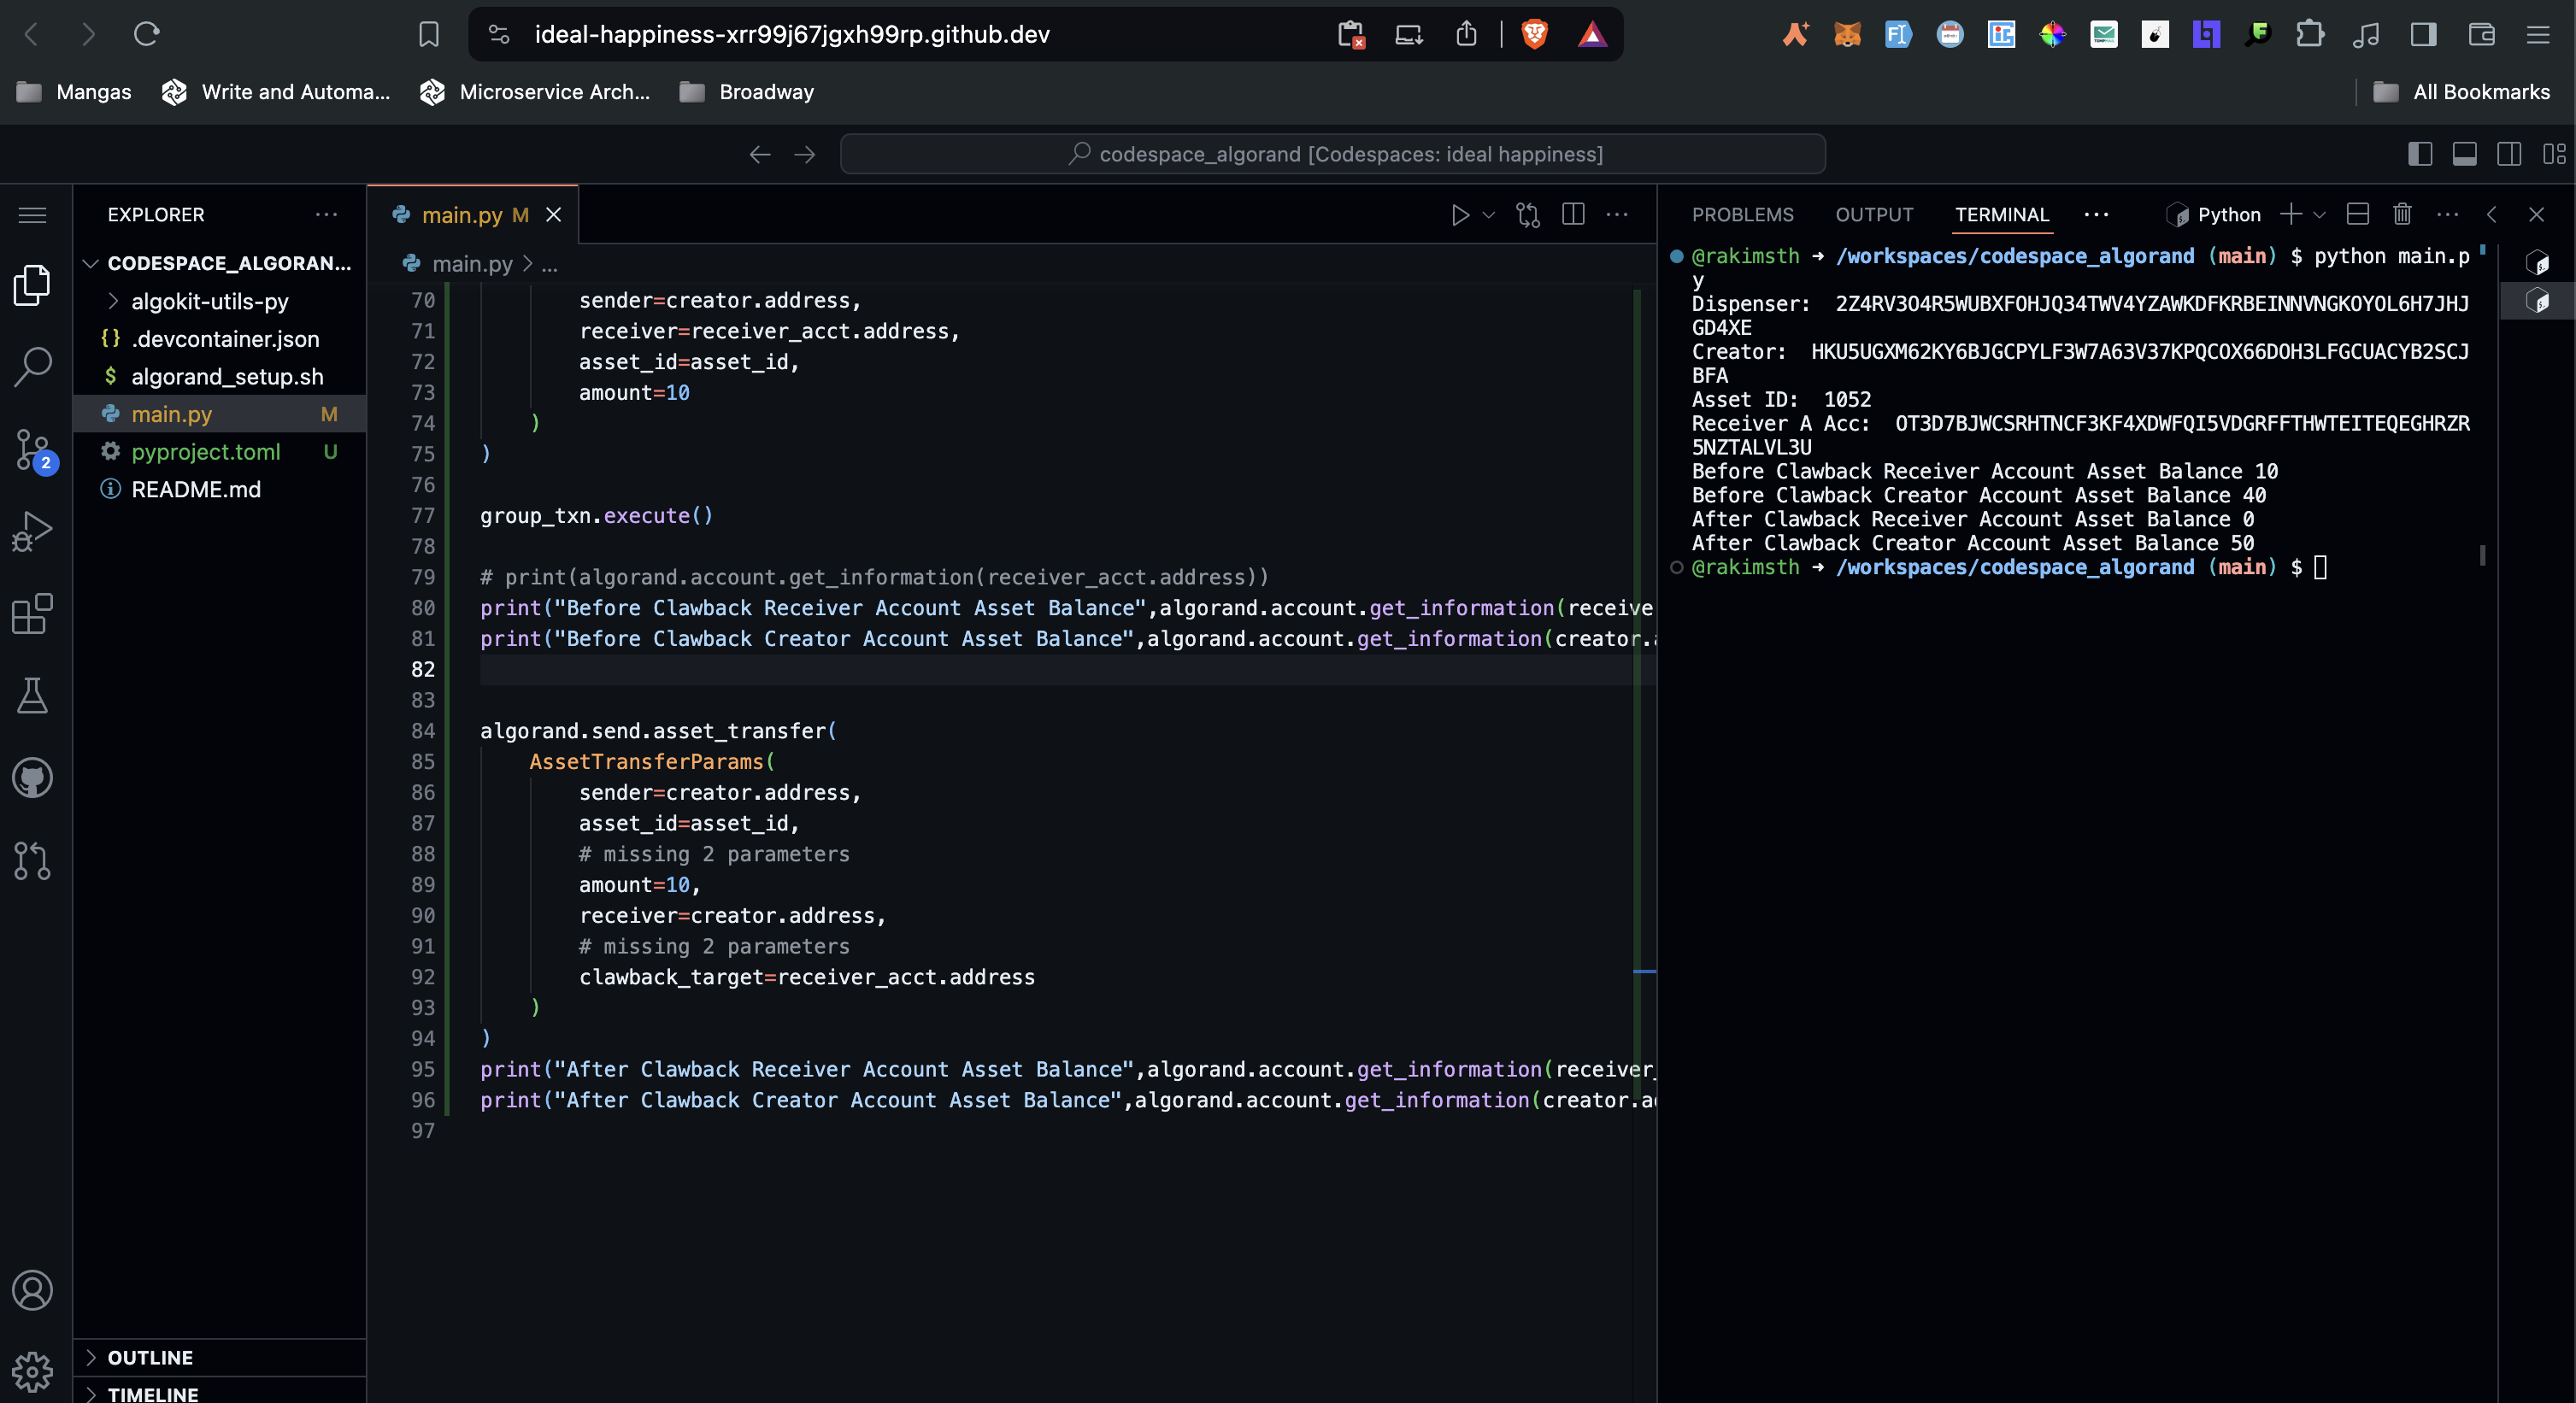 ideal-happiness-xrr99j67jgxh99rp.github.dev
Mangas
Write and Automa...
Microservice Arch...
Broadway
All Bookmarks
codespace_algorand [Codespaces: ideal happiness]
EXPLORER
CODESPACE_ALGORAN...
algokit-utils-py
.devcontainer.json
algorand_setup.sh
main.py M
pyproject.toml U
README.md
2
OUTLINE
TIMELINE
main.py M
main.py > ...
70 sender=creator.address,
71 receiver=receiver_acct.address,
72 asset_id=asset_id,
73 amount=10
74 )
75 )
76
77 group_txn.execute()
78
79 # print(algorand.account.get_information(receiver_acct.address))
80 print("Before Clawback Receiver Account Asset Balance",algorand.account.get_information(receive
81 print("Before Clawback Creator Account Asset Balance",algorand.account.get_information(creator.
82
83
84 algorand.send.asset_transfer(
85 AssetTransferParams(
86 sender=creator.address,
87 asset_id=asset_id,
88 # missing 2 parameters
89 amount=10,
90 receiver=creator.address,
91 # missing 2 parameters
92 clawback_target=receiver_acct.address
93 )
94 )
95 print("After Clawback Receiver Account Asset Balance",algorand.account.get_information(receiver_
96 print("After Clawback Creator Account Asset Balance",algorand.account.get_information(creator.a
97
PROBLEMS OUTPUT TERMINAL ... Python
@rakimsth → /workspaces/codespace_algorand (main) $ python main.p
y
Dispenser: 2Z4RV3O4R5WUBXFOHJQ34TWV4YZAWKDFKRBEINNVNGKOYOL6H7JHJ
GD4XE
Creator: HKU5UGXM62KY6BJGCPYLF3W7A63V37KPQCOX66DOH3LFGCUACYB2SCJ
BFA
Asset ID: 1052
Receiver A Acc: OT3D7BJWCSRHTNCF3KF4XDWFQI5VDGRFFTHWTEITEQEGHRZR
5NZTALVL3U
Before Clawback Receiver Account Asset Balance 10
Before Clawback Creator Account Asset Balance 40
After Clawback Receiver Account Asset Balance 0
After Clawback Creator Account Asset Balance 50
@rakimsth → /workspaces/codespace_algorand (main) $